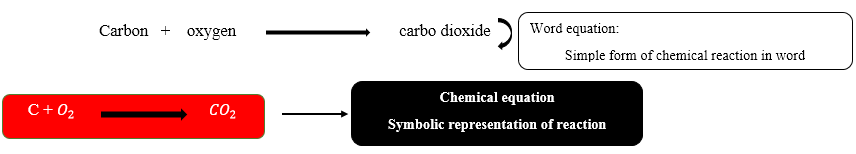 Carbon + oxygen carbo dioxide Word equation:
Simple form of chemical reaction in word
C + O₂ CO₂ Chemical equation
Symbolic representation of reaction